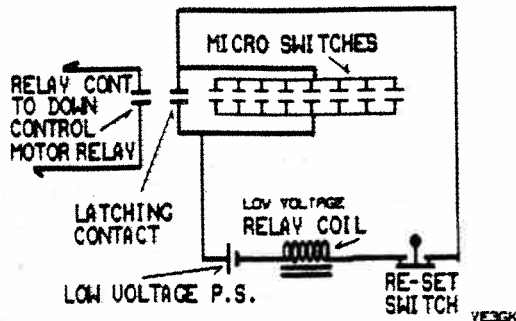 MICRO SWITCHES
RELAY CONT
TO DOWN
CONTROL
MOTOR RELAY
LATCHING
CONTACT
LOW VOLTAGE
RELAY COIL
LOW VOLTAGE P.S.
RE-SET
SWITCH
VE3GK